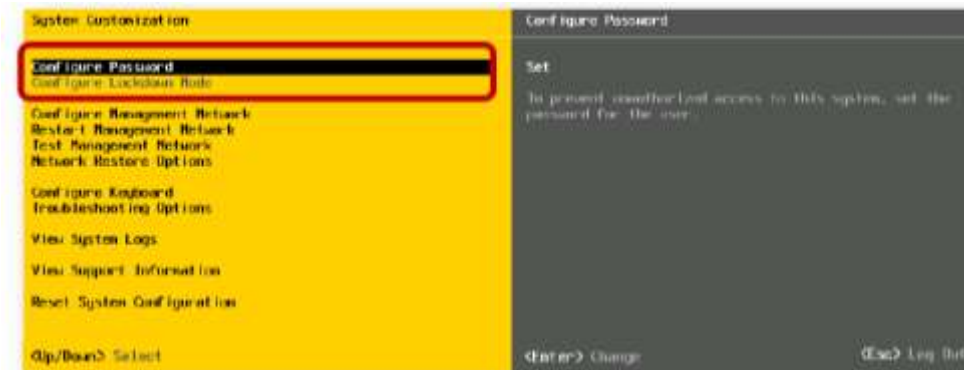 System Customization
Configure Password
Configure Lockdown Mode
Configure Management Network
Restart Management Network
Test Management Network
Network Restore Options
Configure Keyboard
Troubleshooting Options
View System Logs
View Support Information
Reset System Configuration
<Up/Down> Select
Configure Password
Set
To prevent unauthorized access to this system, set the
password for the user.
<Enter> Change
<Esc> Log Out